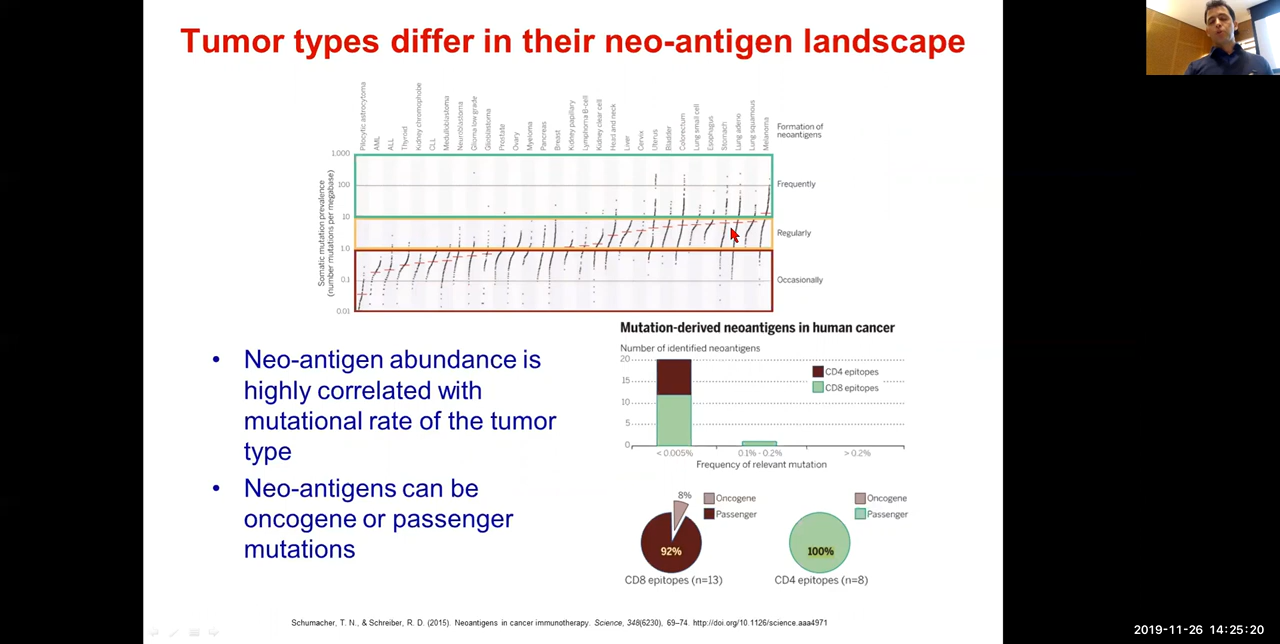 Tumor types differ in their neo-antigen landscape
Pilocytic astrocytoma
AML
ALL
Thyroid
Kidney chromophobe
CLL
Medulloblastoma
Neuroblastoma
Glioma low grade
Glioblastoma
Prostate
Ovary
Myeloma
Pancreas
Breast
Kidney papillary
Lymphoma B-cell
Kidney clear cell
Head and neck
Liver
Cervix
Uterus
Bladder
Colorectum
Lung small cell
Esophagus
Stomach
Lung adeno
Lung squamous
Melanoma
Formation of
neoantigens
Somatic mutation prevalence
(number mutations per megabase)
1.000
100
10
1.0
0.1
0.01
Frequently
Regularly
Occasionally
• Neo-antigen abundance is
highly correlated with
mutational rate of the tumor
type
• Neo-antigens can be
oncogene or passenger
mutations
Mutation-derived neoantigens in human cancer
Number of identified neoantigens
20
15
10
5
0
CD4 epitopes
CD8 epitopes
< 0.005%
0.1% - 0.2%
> 0.2%
Frequency of relevant mutation
8%
92%
Oncogene
Passenger
CD8 epitopes (n=13)
100%
Oncogene
Passenger
CD4 epitopes (n=8)
Schumacher, T. N., & Schreiber, R. D. (2015). Neoantigens in cancer immunotherapy. Science, 348(6230), 69–74. http://doi.org/10.1126/science.aaa4971
2019-11-26 14:25:20